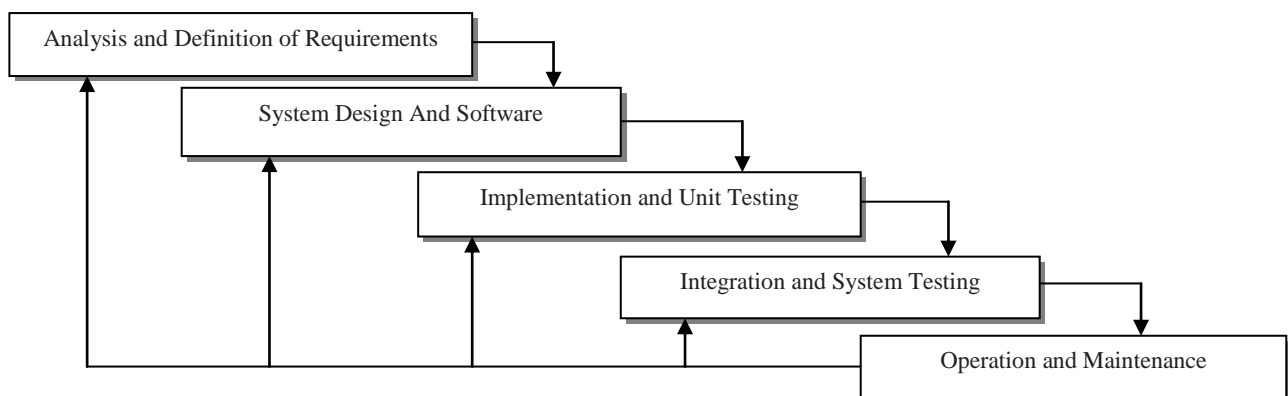 Analysis and Definition of Requirements
System Design And Software
Implementation and Unit Testing
Integration and System Testing
Operation and Maintenance